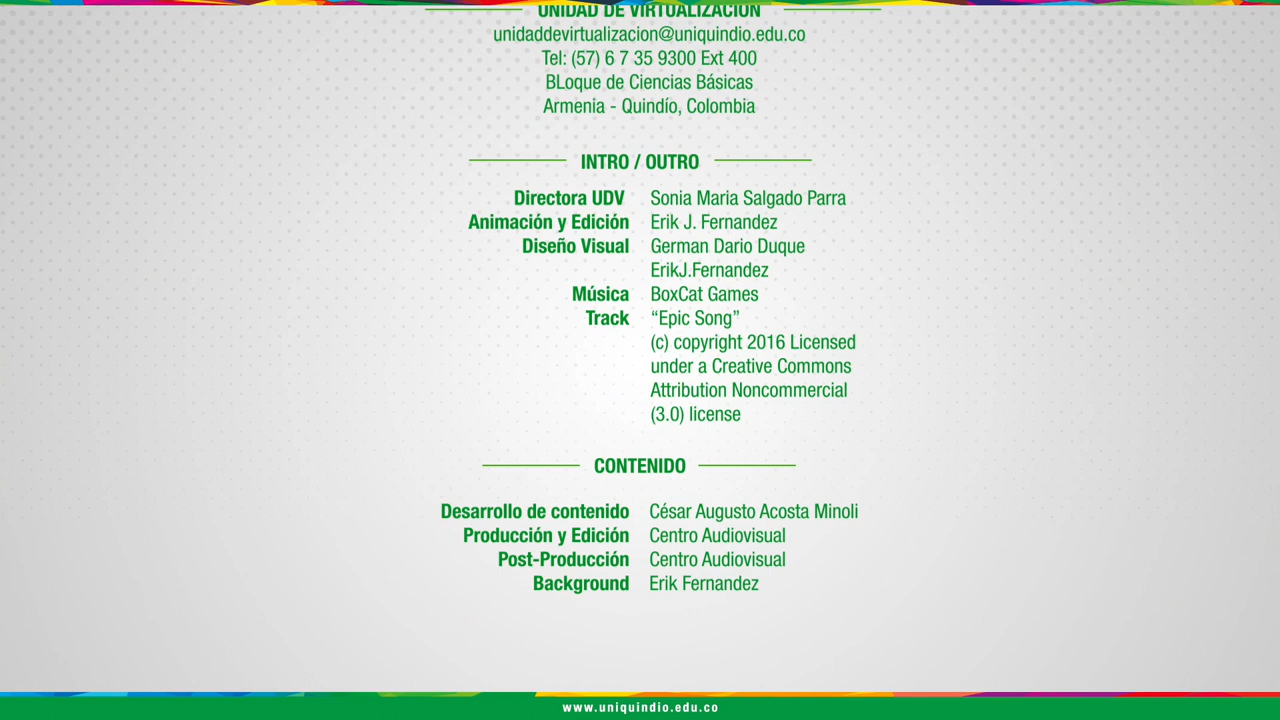 UNIDAD DE VIRTUALIZACIÓN
unidaddevirtualizacion@uniquindio.edu.co
Tel: (57) 6 7 35 9300 Ext 400
BLoque de Ciencias Básicas
Armenia - Quindío, Colombia
INTRO / OUTRO
Directora UDV Sonia Maria Salgado Parra
Animación y Edición Erik J. Fernandez
Diseño Visual German Dario Duque
ErikJ.Fernandez
Música BoxCat Games
Track “Epic Song”
(c) copyright 2016 Licensed
under a Creative Commons
Attribution Noncommercial
(3.0) license
CONTENIDO
Desarrollo de contenido César Augusto Acosta Minoli
Producción y Edición Centro Audiovisual
Post-Producción Centro Audiovisual
Background Erik Fernandez
www.uniquindio.edu.co